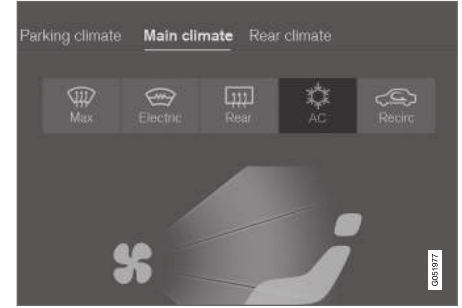 Parking climate Main climate Rear climate
Max Electric Rear AC Recirc
G051977